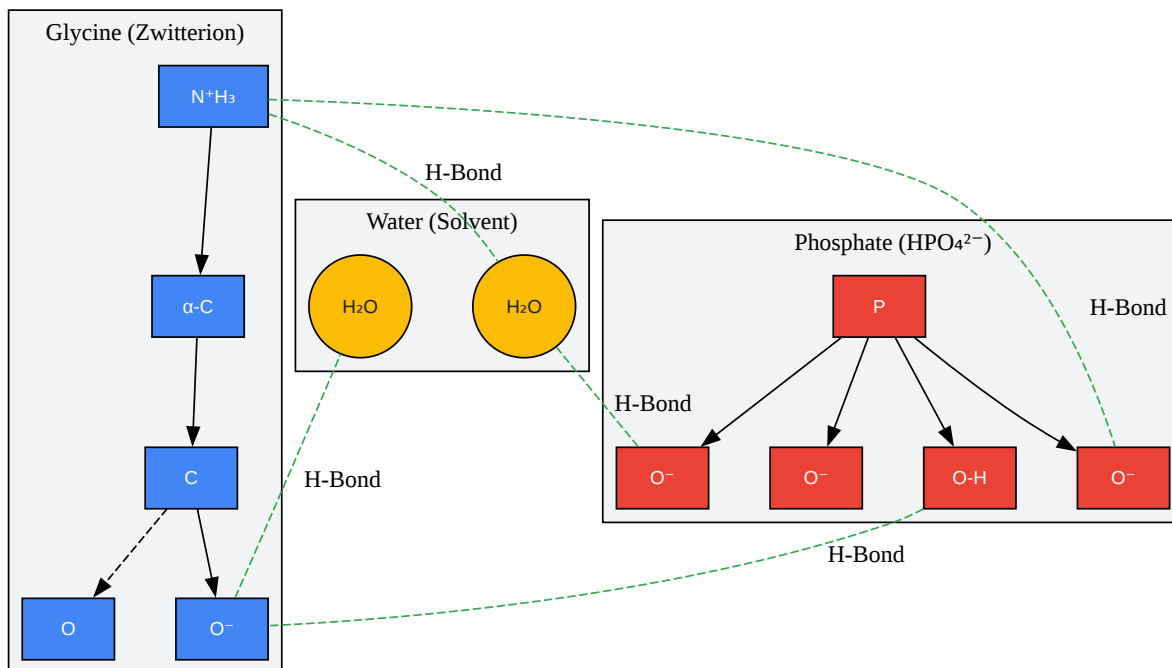 Glycine (Zwitterion)
N⁺H₃
H-Bond
Water (Solvent)
Phosphate (HPO₄²⁻)
α-C
H₂O
H₂O
P
H-Bond
H-Bond
C
H-Bond
O⁻
O⁻
O-H
O⁻
H-Bond
O
O⁻